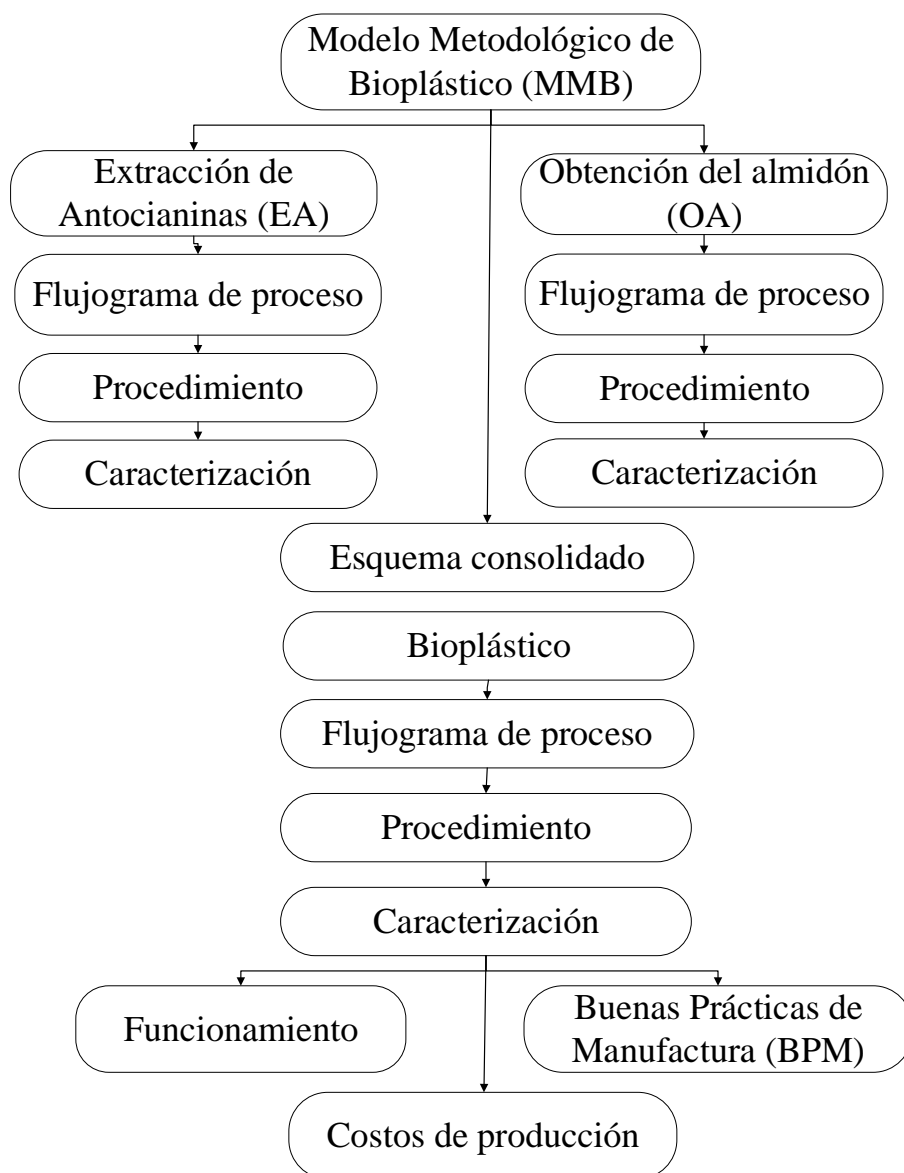 Modelo Metodológico de
Bioplástico (MMB)
Extracción de
Antocianinas (EA)
Flujograma de proceso
Procedimiento
Caracterización
Obtención del almidón
(OA)
Flujograma de proceso
Procedimiento
Caracterización
Esquema consolidado
Bioplástico
Flujograma de proceso
Procedimiento
Caracterización
Funcionamiento
Buenas Prácticas de
Manufactura (BPM)
Costos de producción